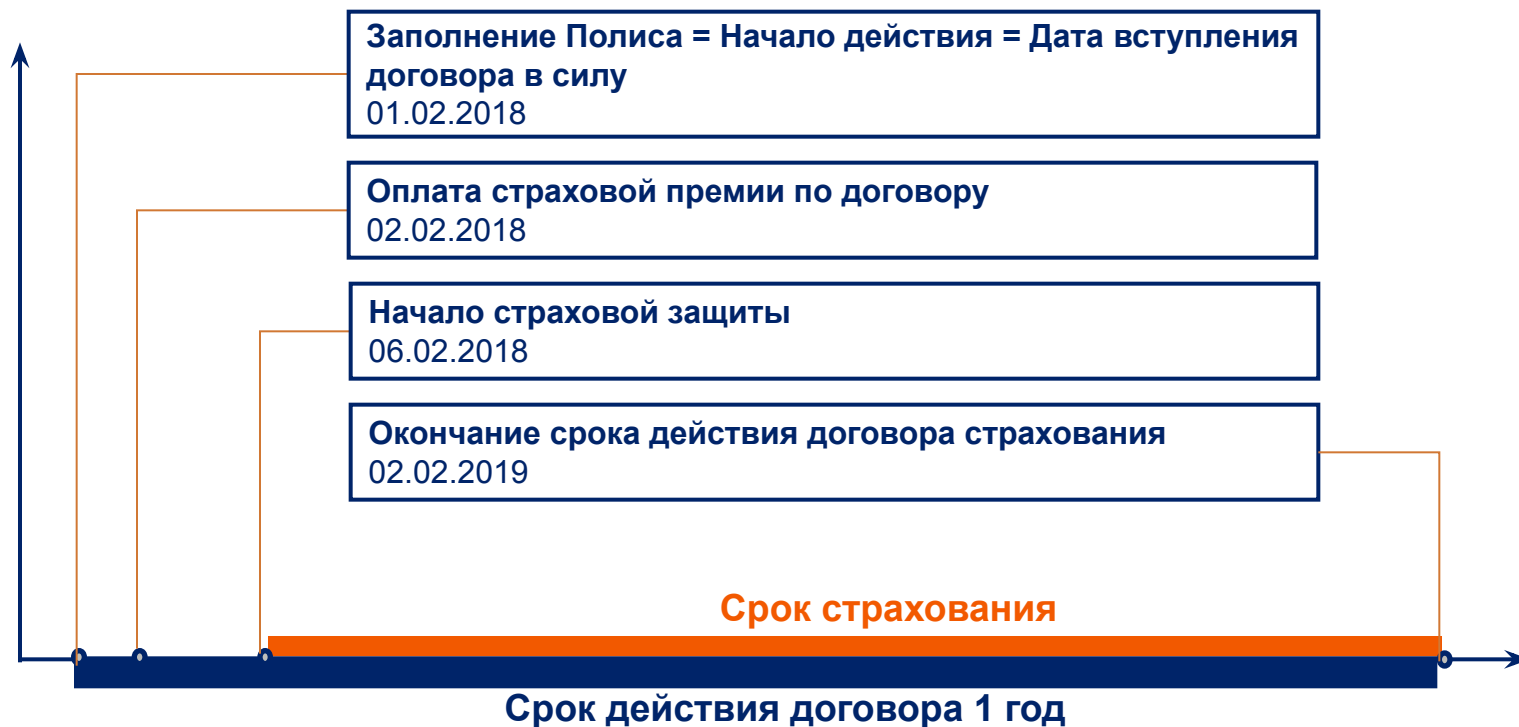 Заполнение Полиса = Начало действия = Дата вступления
договора в силу
01.02.2018
Оплата страховой премии по договору
02.02.2018
Начало страховой защиты
06.02.2018
Окончание срока действия договора страхования
02.02.2019
Срок страхования
Срок действия договора 1 год